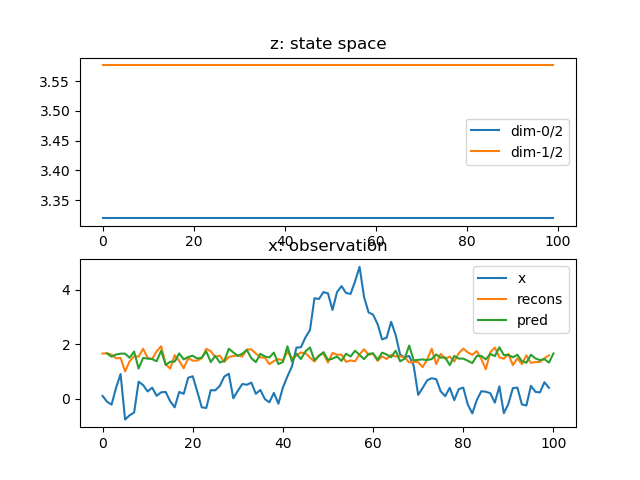 z: state space
3.55
3.50
3.45
3.40
3.35
dim-0/2
dim-1/2
0 20 40 60 80 100
x: observation
4
2
0
x
recons
pred
0 20 40 60 80 100